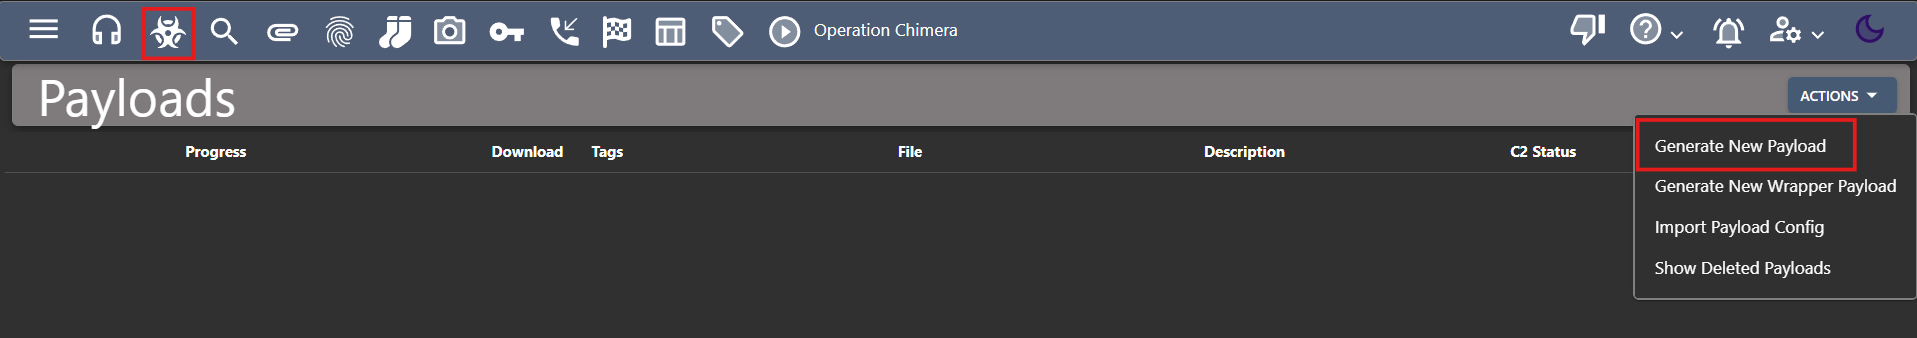 Operation Chimera
Payloads
ACTIONS
Progress Download Tags File Description C2 Status
Generate New Payload
Generate New Wrapper Payload
Import Payload Config
Show Deleted Payloads